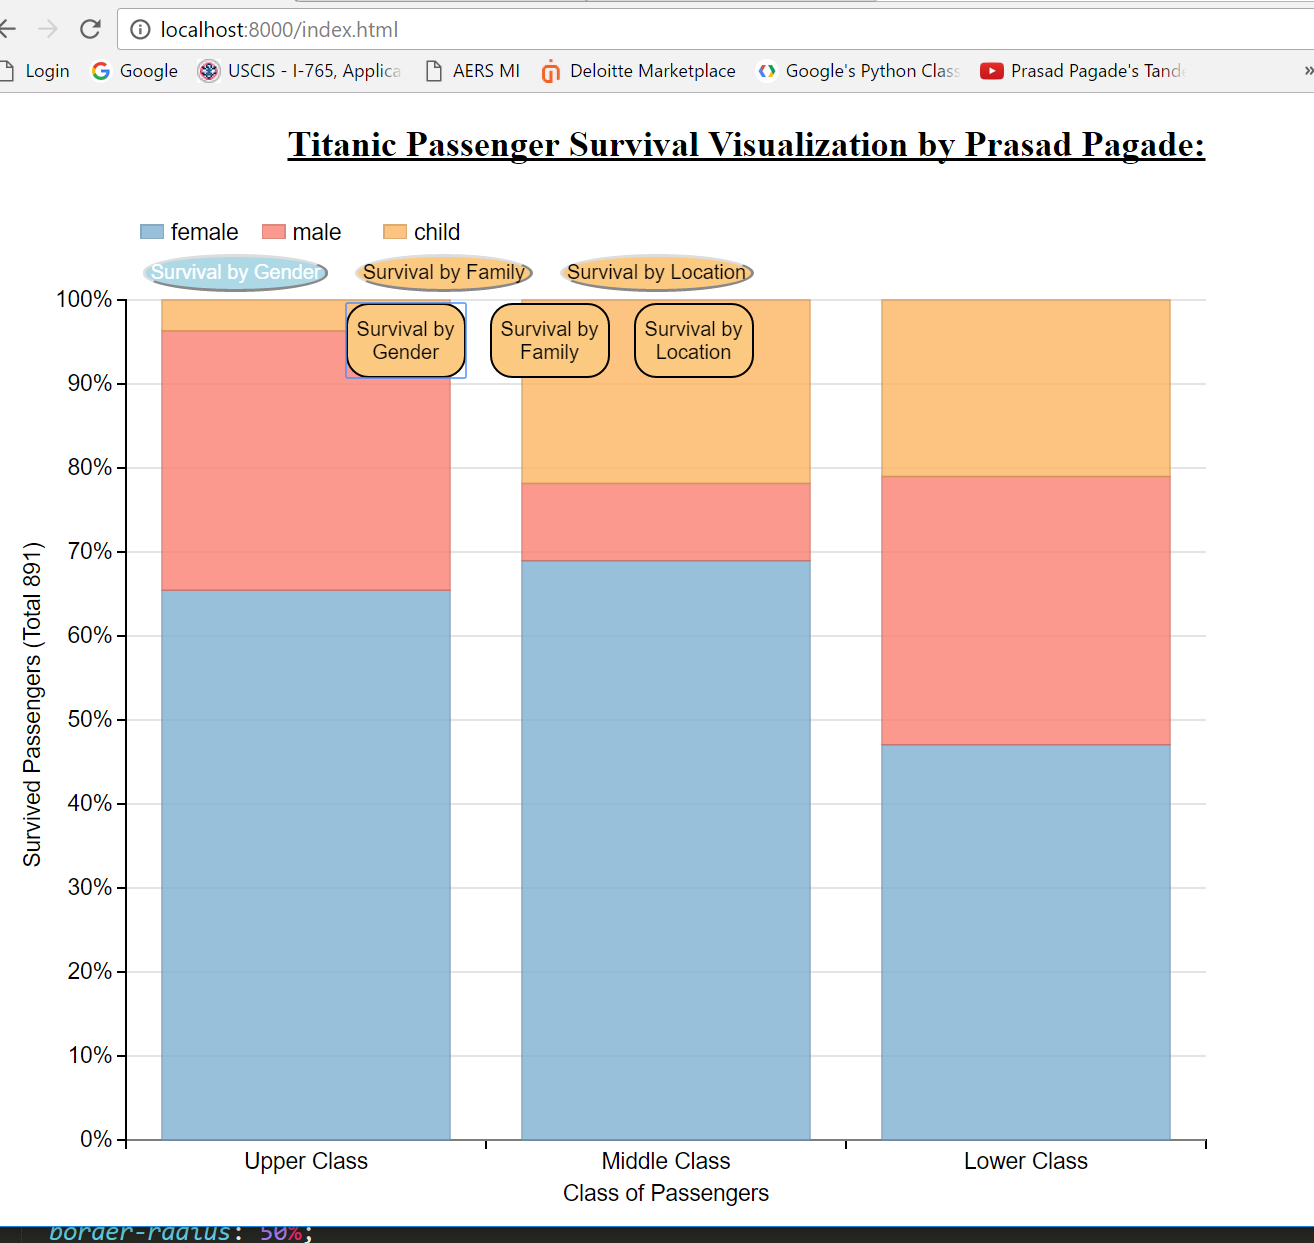 localhost:8000/index.html
Login Google USCIS - I-765, Applica AERS MI Deloitte Marketplace Google's Python Class Prasad Pagade's Tand »
Titanic Passenger Survival Visualization by Prasad Pagade:
female male child
Survival by Gender Survival by Family Survival by Location
100%
Survival by
Gender
Survival by
Family
Survival by
Location
90%
80%
70%
60%
50%
40%
30%
20%
10%
0%
Survived Passengers (Total 891)
Upper Class Middle Class Lower Class
Class of Passengers
border-radius: 50%;